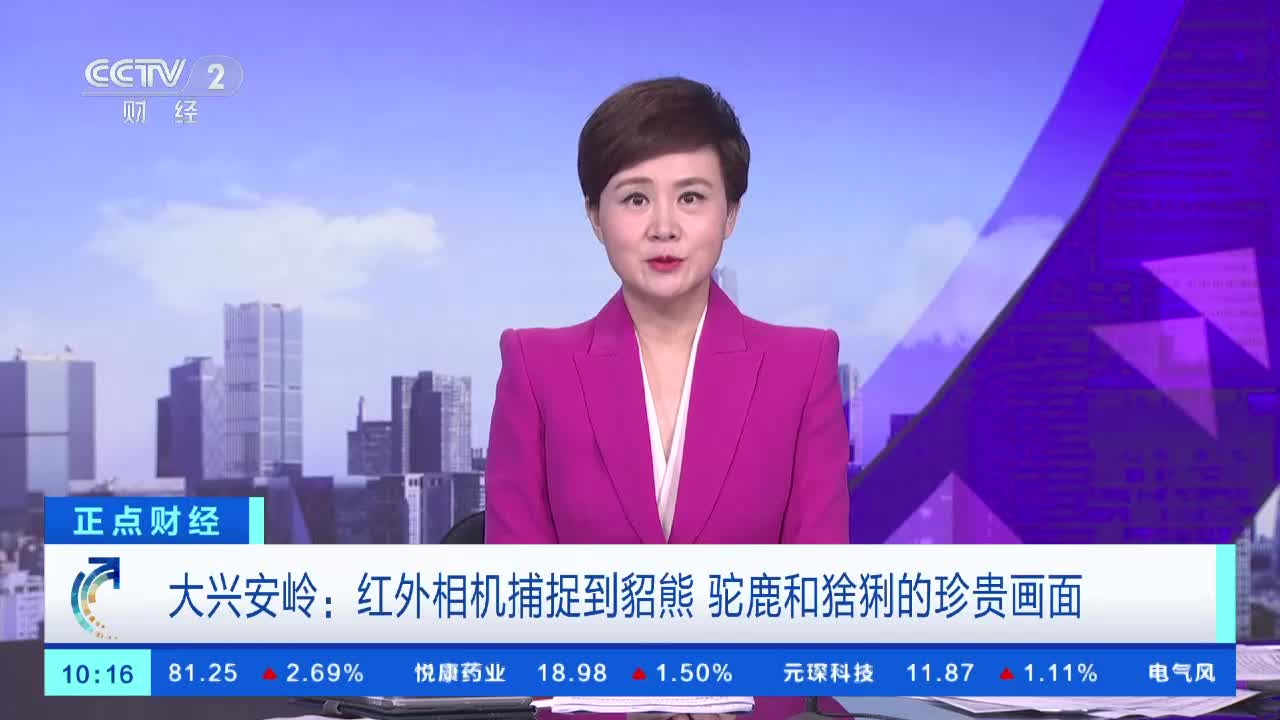 CCTV 2
财 经
正点财经
大兴安岭：红外相机捕捉到貂熊 驼鹿和猞猁的珍贵画面
10:16 81.25 ▲ 2.69% 悦康药业 18.98 ▲ 1.50% 元琛科技 11.87 ▲ 1.11% 电气风